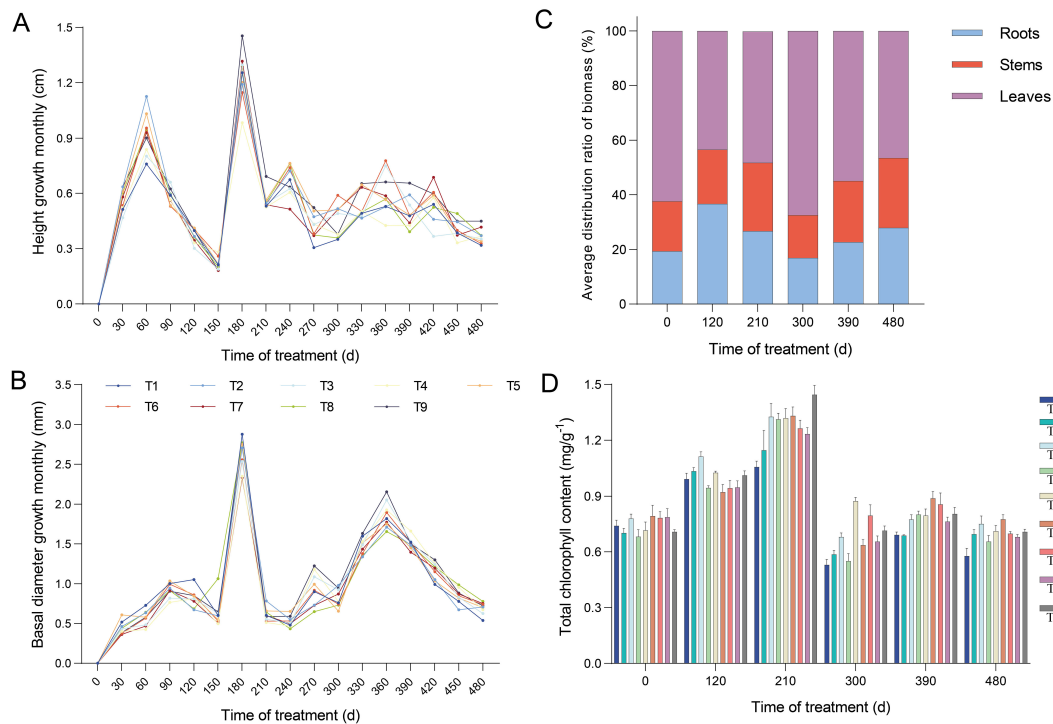 A
Height growth monthly (cm)
1.5
1.2
0.9
0.6
0.3
0.0
0 30 60 90 120 150 180 210 240 270 300 330 360 390 420 450 480
Time of treatment (d)
B
Basal diameter growth monthly (mm)
3.5
3.0
2.5
2.0
1.5
1.0
0.5
0.0
T1 T2 T3 T4 T5
T6 T7 T8 T9
0 30 60 90 120 150 180 210 240 270 300 330 360 390 420 450 480
Time of treatment (d)
C
Average distribution ratio of biomass (%)
100
80
60
40
20
0
0 120 210 300 390 480
Time of treatment (d)
Roots
Stems
Leaves
D
Total chlorophyll content (mg/g⁻¹)
1.5
1.2
0.9
0.6
0.3
0.0
0 120 210 300 390 480
Time of treatment (d)
T
T
T
T
T
T
T
T
T